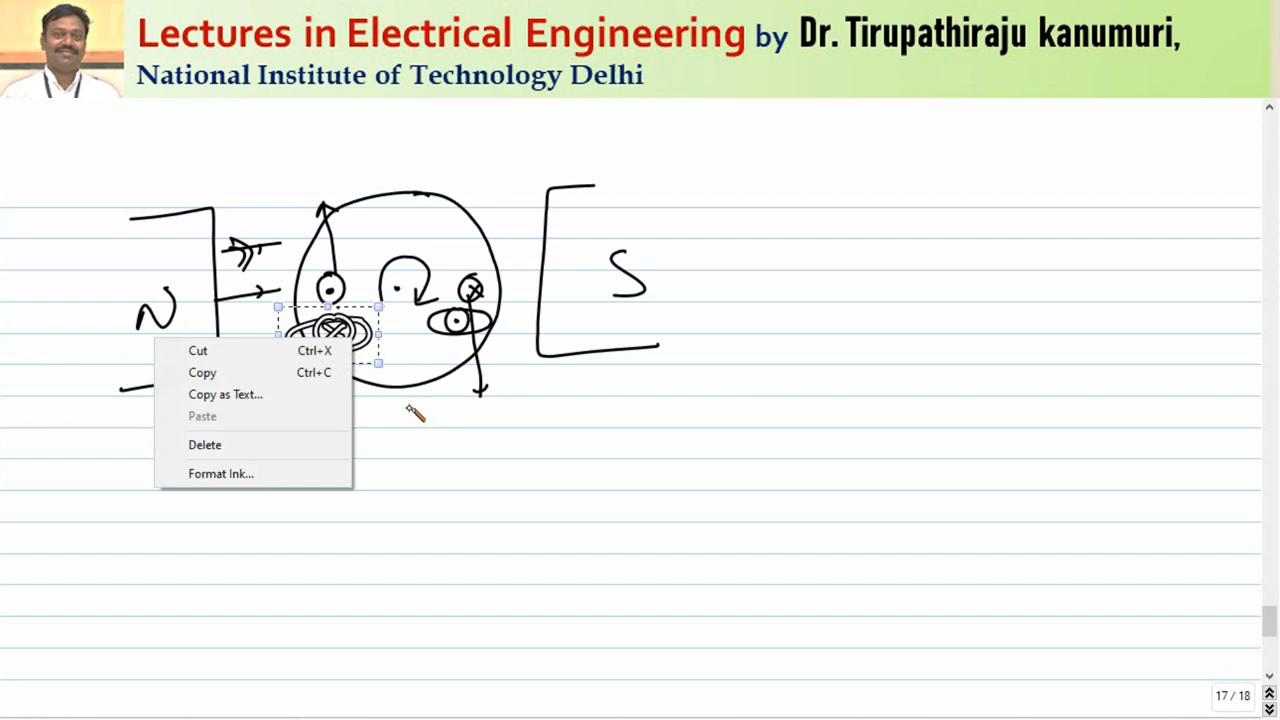 Lectures in Electrical Engineering by Dr. Tirupathiraju kanumuri,
National Institute of Technology Delhi
N
S
Cut Ctrl+X
Copy Ctrl+C
Copy as Text...
Paste
Delete
Format Ink...
17 / 18